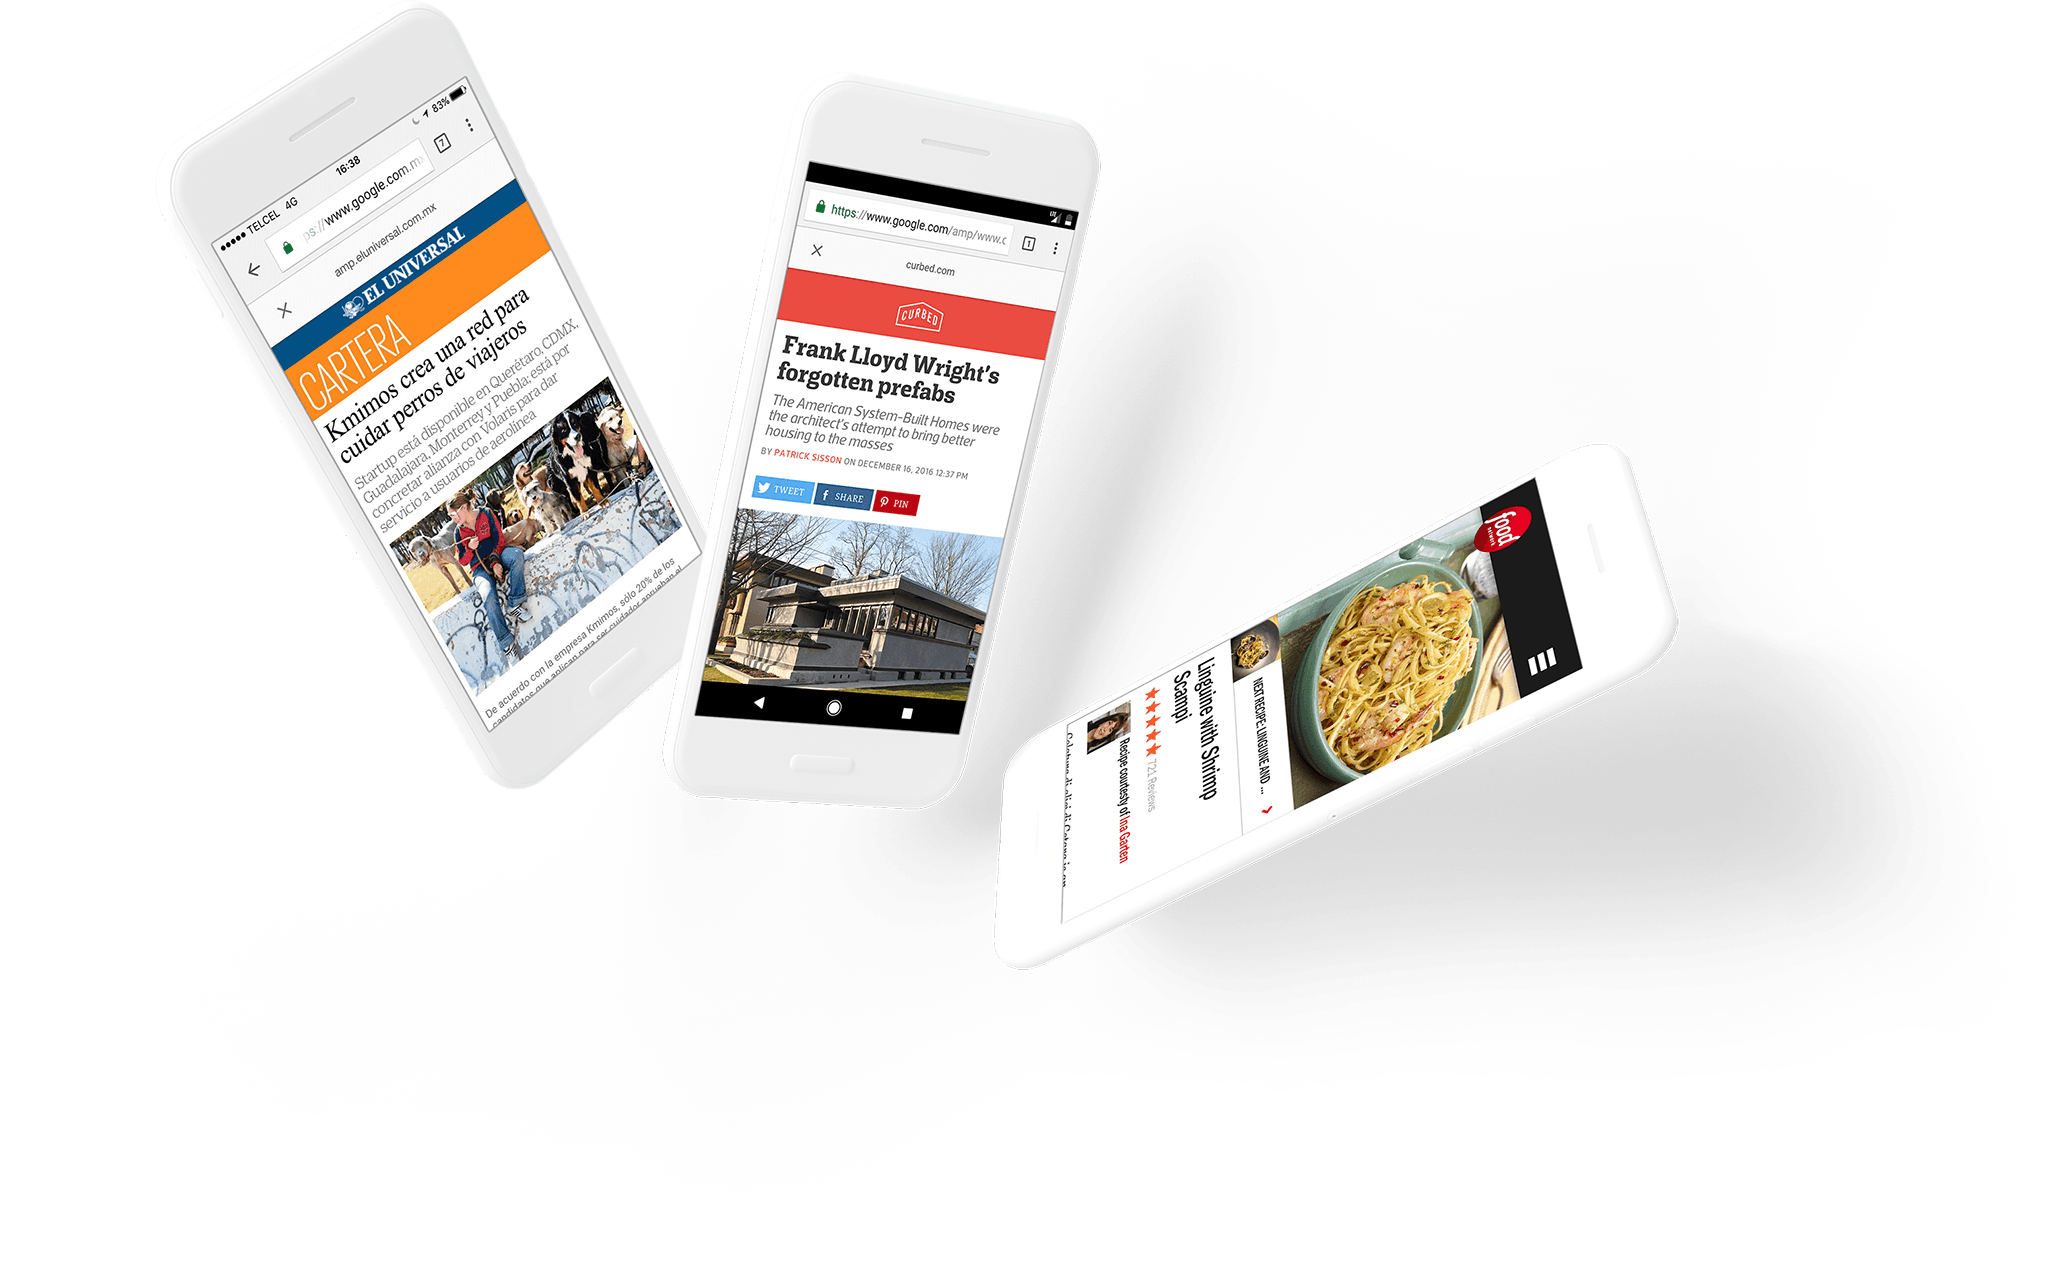 TELCEL 4G
16:38
83%
ps://www.google.com.mx
7
amp.eluniversal.com.mx
EL UNIVERSAL
CARTERA
Kmimos crea una red para
cuidar perros de viajeros
Startup está disponible en Querétaro, CDMX,
Guadalajara, Monterrey y Puebla; está por
concretar alianza con Volaris para dar
servicio a usuarios de aerolínea
De acuerdo con la empresa Kmimos, sólo 20% de los
candidatos que aplican para ser cuidador aprueban el
LTE
https://www.google.com/amp/www.c
1
curbed.com
CURBED
Frank Lloyd Wright's
forgotten prefabs
The American System-Built Homes were
the architect's attempt to bring better
housing to the masses
BY PATRICK SISSON ON DECEMBER 16, 2016 12:37 PM
TWEET
SHARE
PIN
food
network
NEXT RECIPE: LINGUINE AND ...
Linguine with Shrimp
Scampi
721 Reviews
Recipe courtesy of Ina Garten